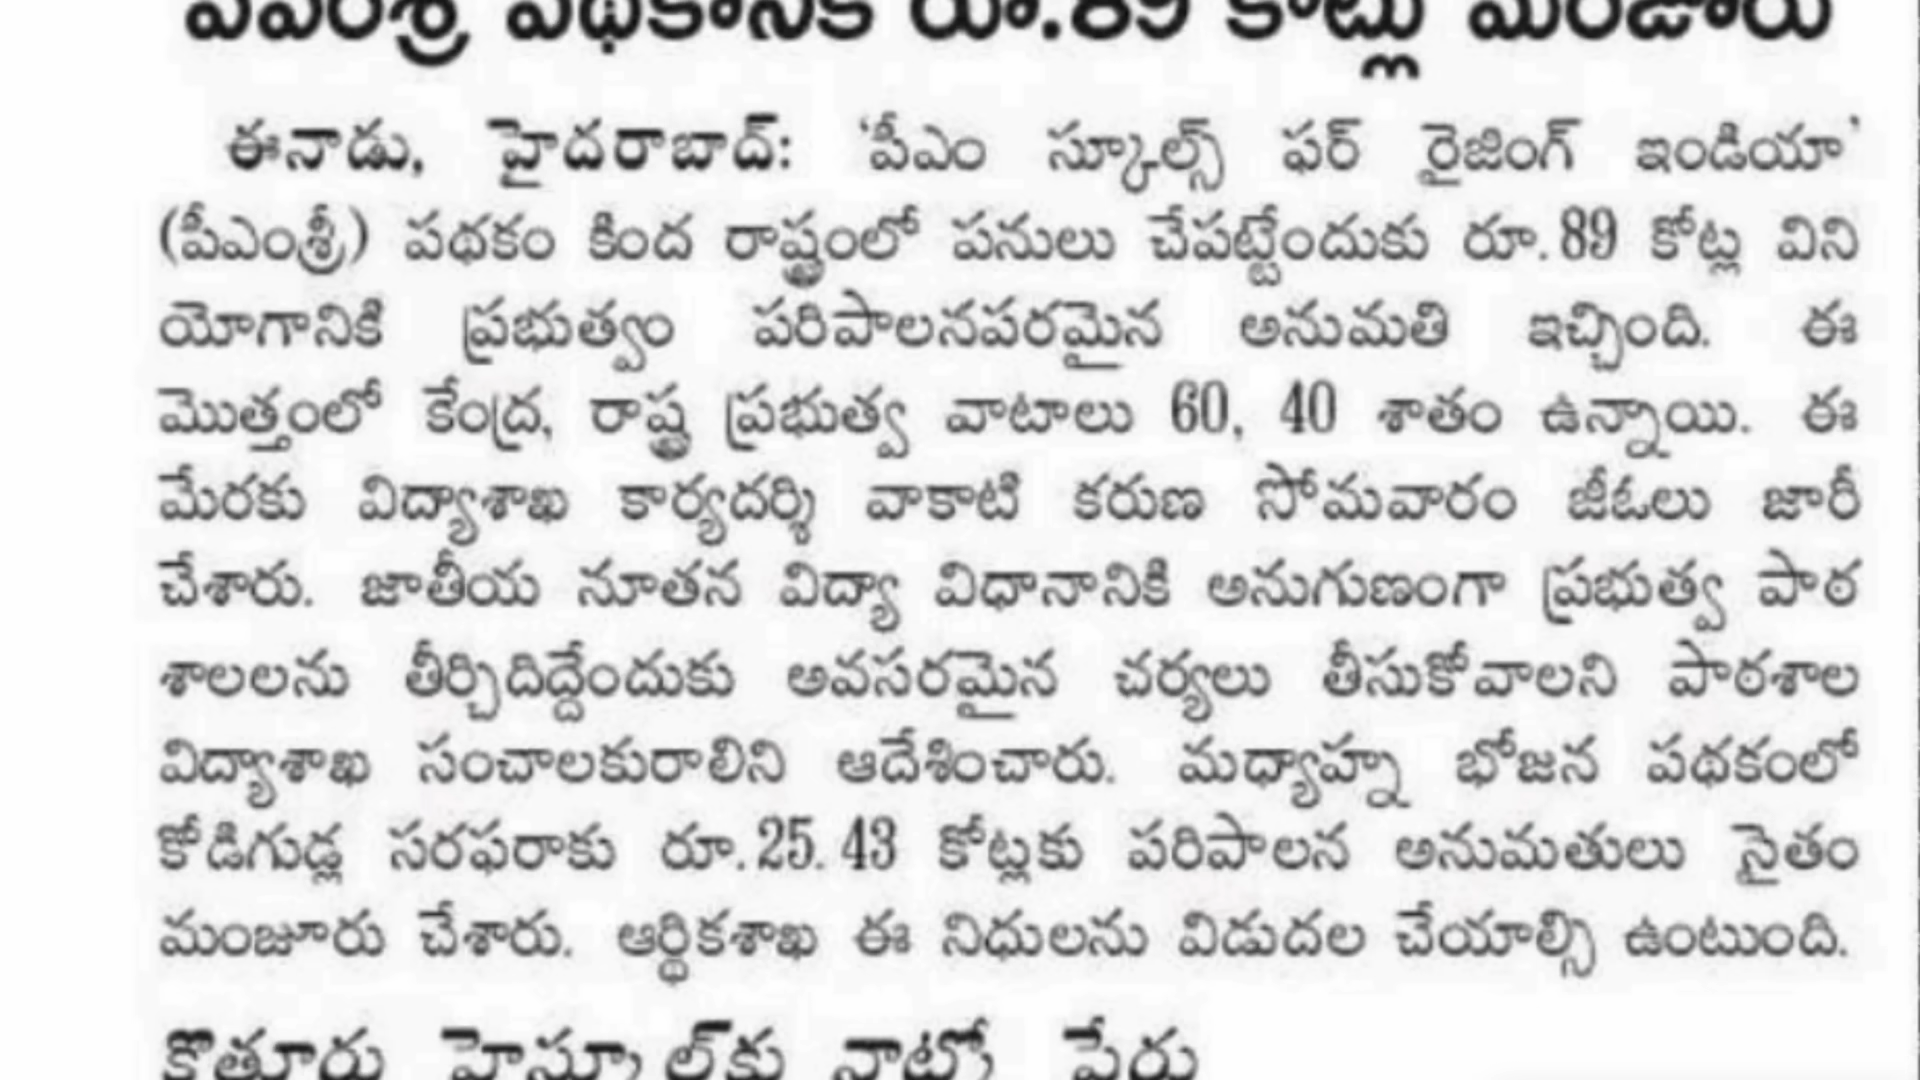 పీఎంశ్రీ పథకానికి రూ.89 కోట్లు మంజూరు
ఈనాడు, హైదరాబాద్: ‘పీఎం స్కూల్స్ ఫర్ రైజింగ్ ఇండియా’
(పీఎంశ్రీ) పథకం కింద రాష్ట్రంలో పనులు చేపట్టేందుకు రూ.89 కోట్ల విని
యోగానికి ప్రభుత్వం పరిపాలనపరమైన అనుమతి ఇచ్చింది. ఈ
మొత్తంలో కేంద్ర, రాష్ట్ర ప్రభుత్వ వాటాలు 60, 40 శాతం ఉన్నాయి. ఈ
మేరకు విద్యాశాఖ కార్యదర్శి వాకాటి కరుణ సోమవారం జీఓలు జారీ
చేశారు. జాతీయ నూతన విద్యా విధానానికి అనుగుణంగా ప్రభుత్వ పాఠ
శాలలను తీర్చిదిద్దేందుకు అవసరమైన చర్యలు తీసుకోవాలని పాఠశాల
విద్యాశాఖ సంచాలకురాలిని ఆదేశించారు. మధ్యాహ్న భోజన పథకంలో
కోడిగుడ్ల సరఫరాకు రూ.25.43 కోట్లకు పరిపాలన అనుమతులు సైతం
మంజూరు చేశారు. ఆర్థికశాఖ ఈ నిధులను విడుదల చేయాల్సి ఉంటుంది.
కొత్తూరు హైస్కూల్‌కు నాట్కో పేరు